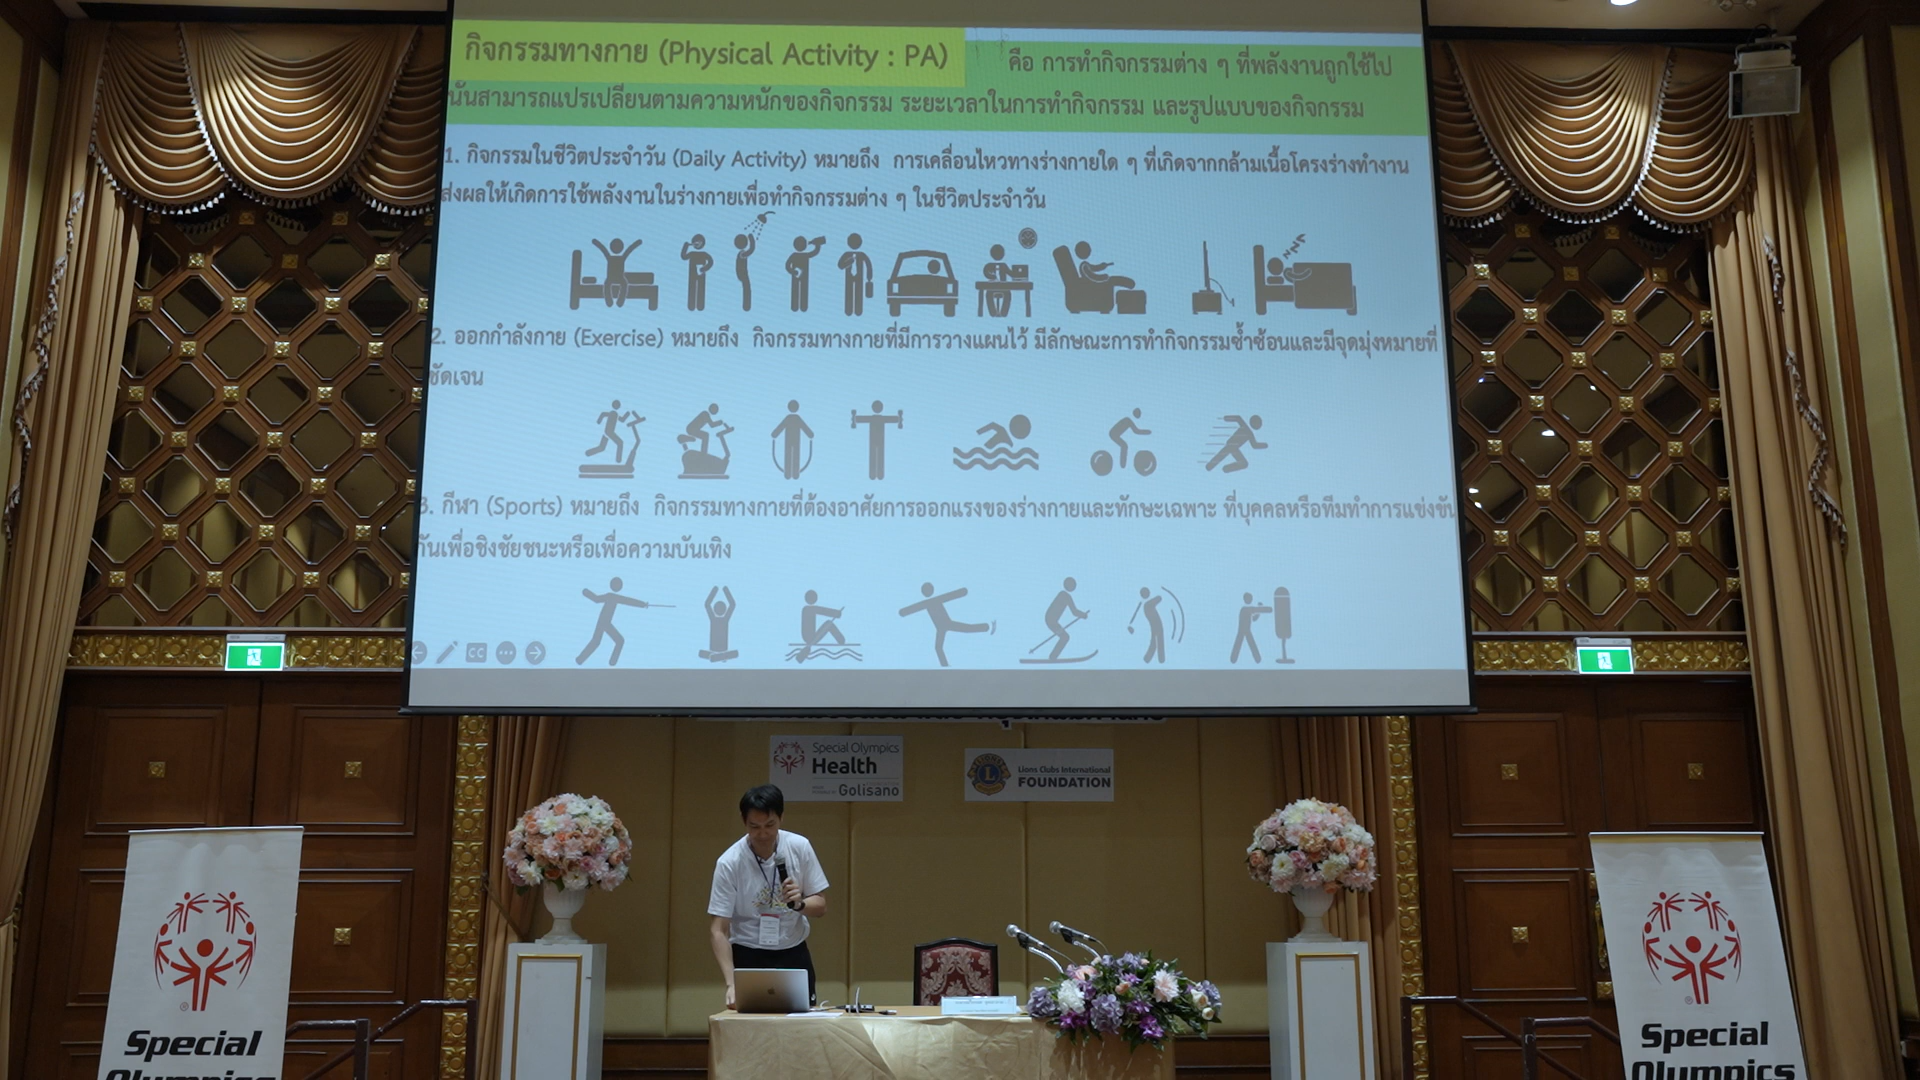 กิจกรรมทางกาย (Physical Activity : PA)
คือ การทำกิจกรรมต่าง ๆ ที่พลังงานถูกใช้ไป
นั้นสามารถแปรเปลี่ยนตามความหนักของกิจกรรม ระยะเวลาในการทำกิจกรรม และรูปแบบของกิจกรรม
1. กิจกรรมในชีวิตประจำวัน (Daily Activity) หมายถึง การเคลื่อนไหวทางร่างกายใด ๆ ที่เกิดจากกล้ามเนื้อโครงร่างทำงาน
ส่งผลให้เกิดการใช้พลังงานในร่างกายเพื่อทำกิจกรรมต่าง ๆ ในชีวิตประจำวัน
2. ออกกำลังกาย (Exercise) หมายถึง กิจกรรมทางกายที่มีการวางแผนไว้ มีลักษณะการทำกิจกรรมซ้ำซ้อนและมีจุดมุ่งหมายที่
ชัดเจน
3. กีฬา (Sports) หมายถึง กิจกรรมทางกายที่ต้องอาศัยการออกแรงของร่างกายและทักษะเฉพาะ ที่บุคคลหรือทีมทำการแข่งขัน
กันเพื่อชิงชัยชนะหรือเพื่อความบันเทิง
CC
Special Olympics
Health
Golisano
Lions Clubs International
FOUNDATION
Special
Olympics
Special
Olympics